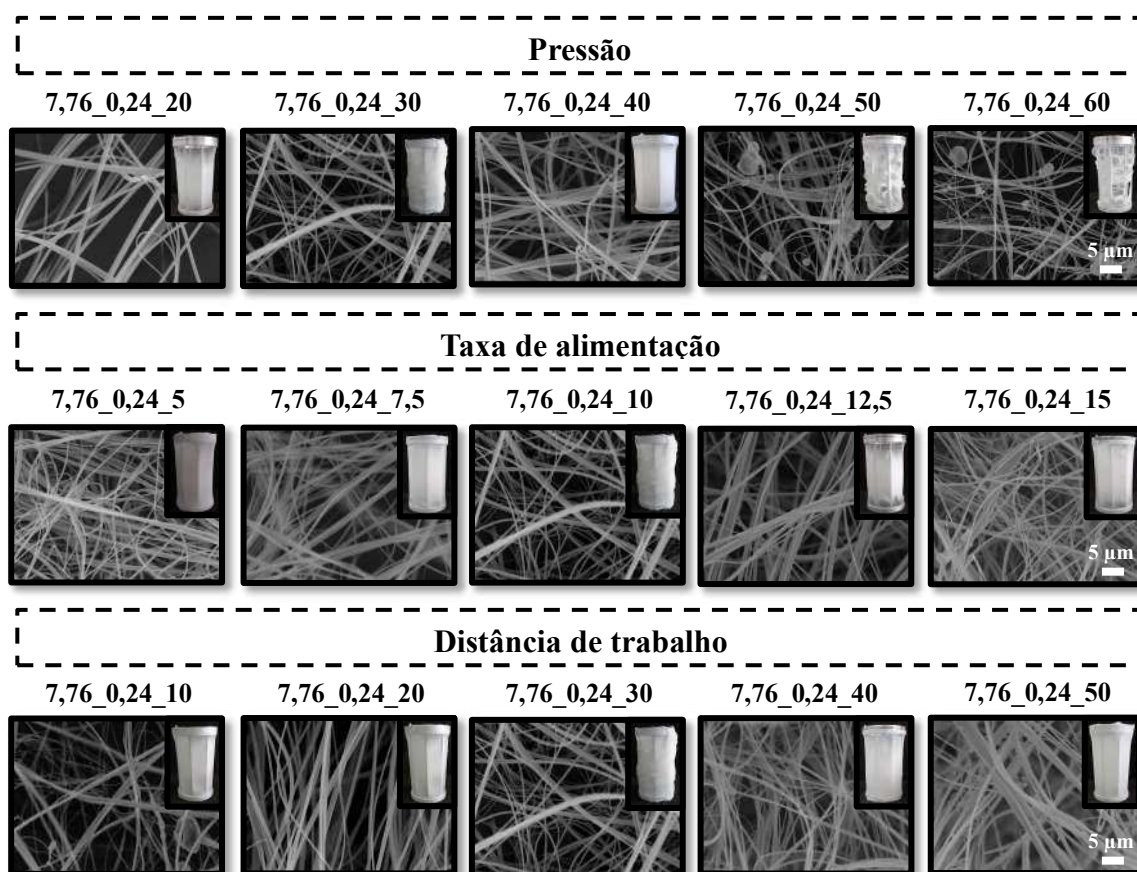 Pressão
7,76_0,24_20 7,76_0,24_30 7,76_0,24_40 7,76_0,24_50 7,76_0,24_60
5 µm
Taxa de alimentação
7,76_0,24_5 7,76_0,24_7,5 7,76_0,24_10 7,76_0,24_12,5 7,76_0,24_15
5 µm
Distância de trabalho
7,76_0,24_10 7,76_0,24_20 7,76_0,24_30 7,76_0,24_40 7,76_0,24_50
5 µm